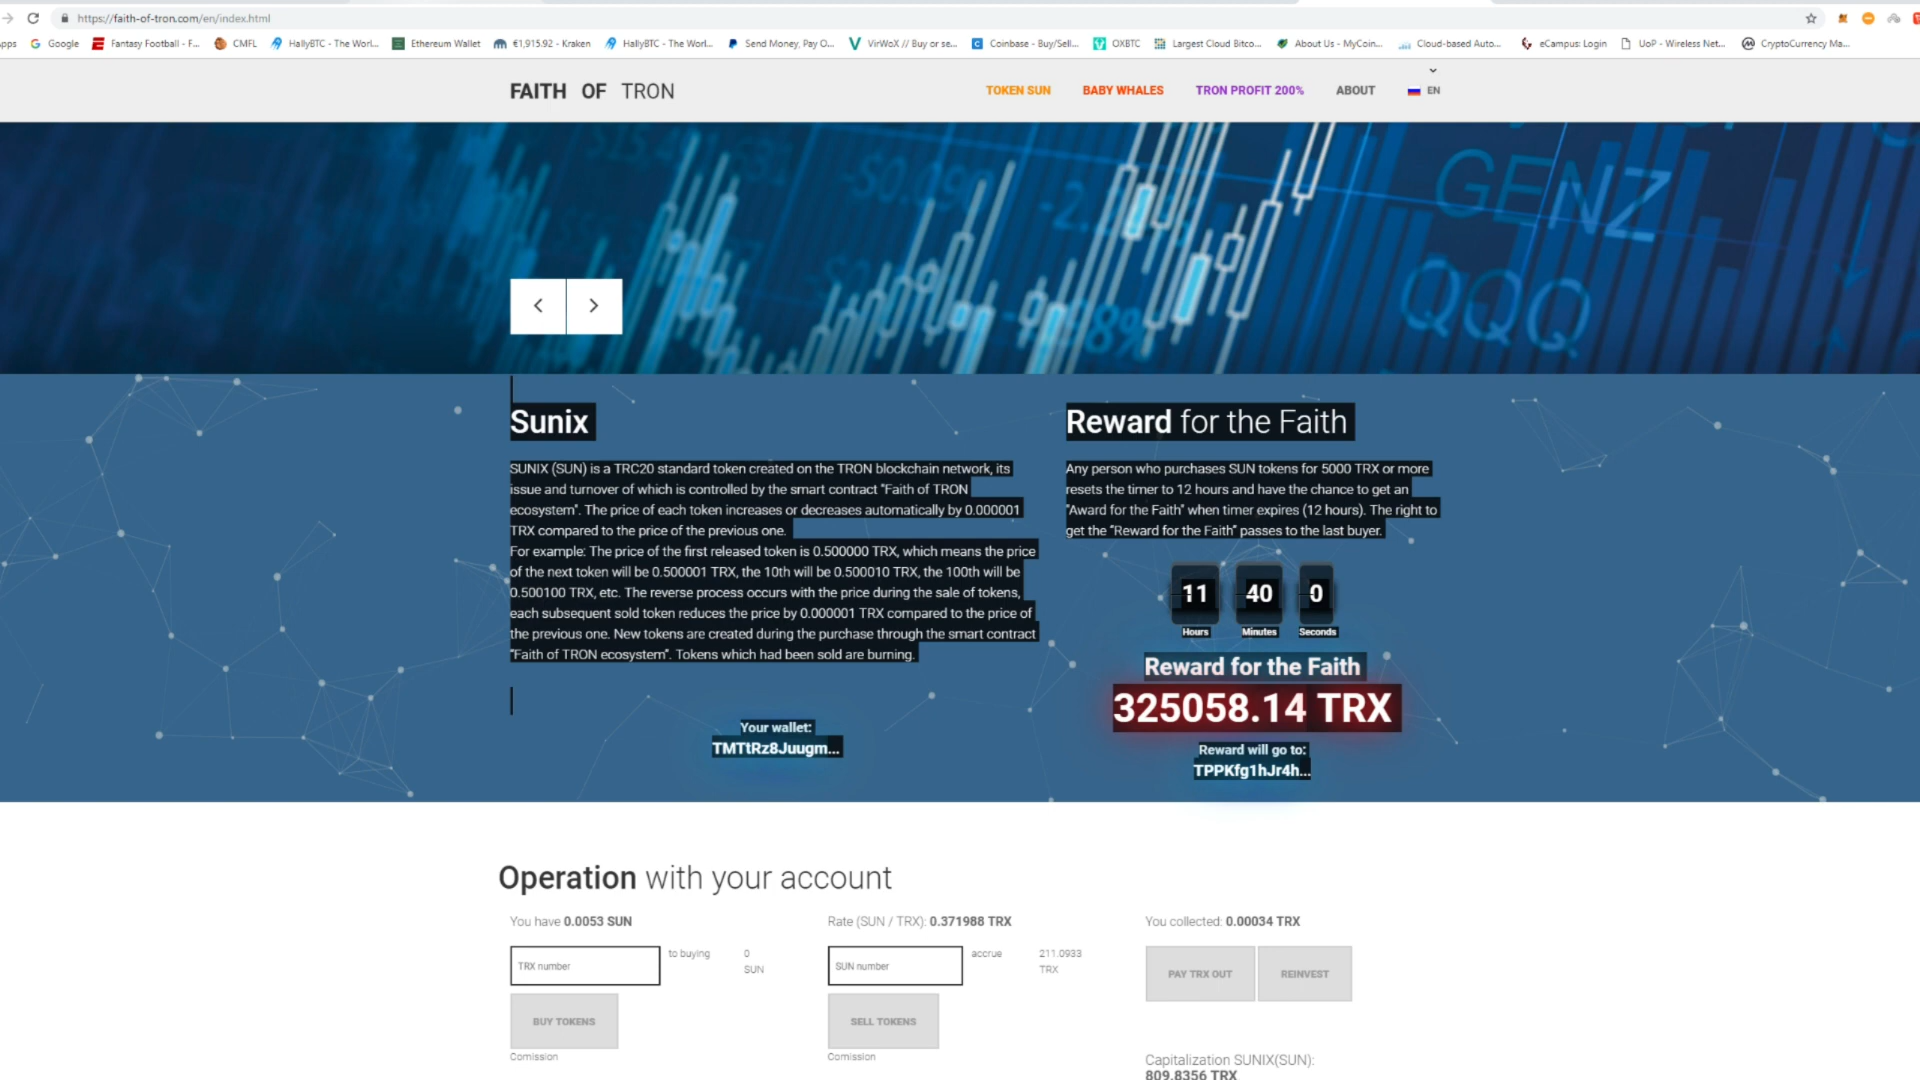 https://faith-of-tron.com/en/index.html
pps Google Fantasy Football - F... CMFL HallyBTC - The Worl... Ethereum Wallet €1,915.92 - Kraken HallyBTC - The Worl... Send Money, Pay O... VirWoX // Buy or se... Coinbase - Buy/Sell... OXBTC Largest Cloud Bitco... About Us - MyCoin... Cloud-based Auto... eCampus: Login UoP - Wireless Net... CryptoCurrency Ma...
FAITH OF TRON TOKEN SUN BABY WHALES TRON PROFIT 200% ABOUT EN
GENZ
QQQ
Sunix
SUNIX (SUN) is a TRC20 standard token created on the TRON blockchain network, its
issue and turnover of which is controlled by the smart contract "Faith of TRON
ecosystem". The price of each token increases or decreases automatically by 0.000001
TRX compared to the price of the previous one.
For example: The price of the first released token is 0.500000 TRX, which means the price
of the next token will be 0.500001 TRX, the 10th will be 0.500010 TRX, the 100th will be
0.500100 TRX, etc. The reverse process occurs with the price during the sale of tokens,
each subsequent sold token reduces the price by 0.000001 TRX compared to the price of
the previous one. New tokens are created during the purchase through the smart contract
"Faith of TRON ecosystem". Tokens which had been sold are burning.
Your wallet:
TMTtRz8Juugm...
Reward for the Faith
Any person who purchases SUN tokens for 5000 TRX or more
resets the timer to 12 hours and have the chance to get an
"Award for the Faith" when timer expires (12 hours). The right to
get the "Reward for the Faith" passes to the last buyer.
11 40 0
Hours Minutes Seconds
Reward for the Faith
325058.14 TRX
Reward will go to:
TPPKfg1hJr4h...
Operation with your account
You have 0.0053 SUN
TRX number to buying 0
SUN
BUY TOKENS
Comission
Rate (SUN / TRX): 0.371988 TRX
SUN number accrue 211.0933
TRX
SELL TOKENS
Comission
You collected: 0.00034 TRX
PAY TRX OUT REINVEST
Capitalization SUNIX(SUN):
809.8356 TRX